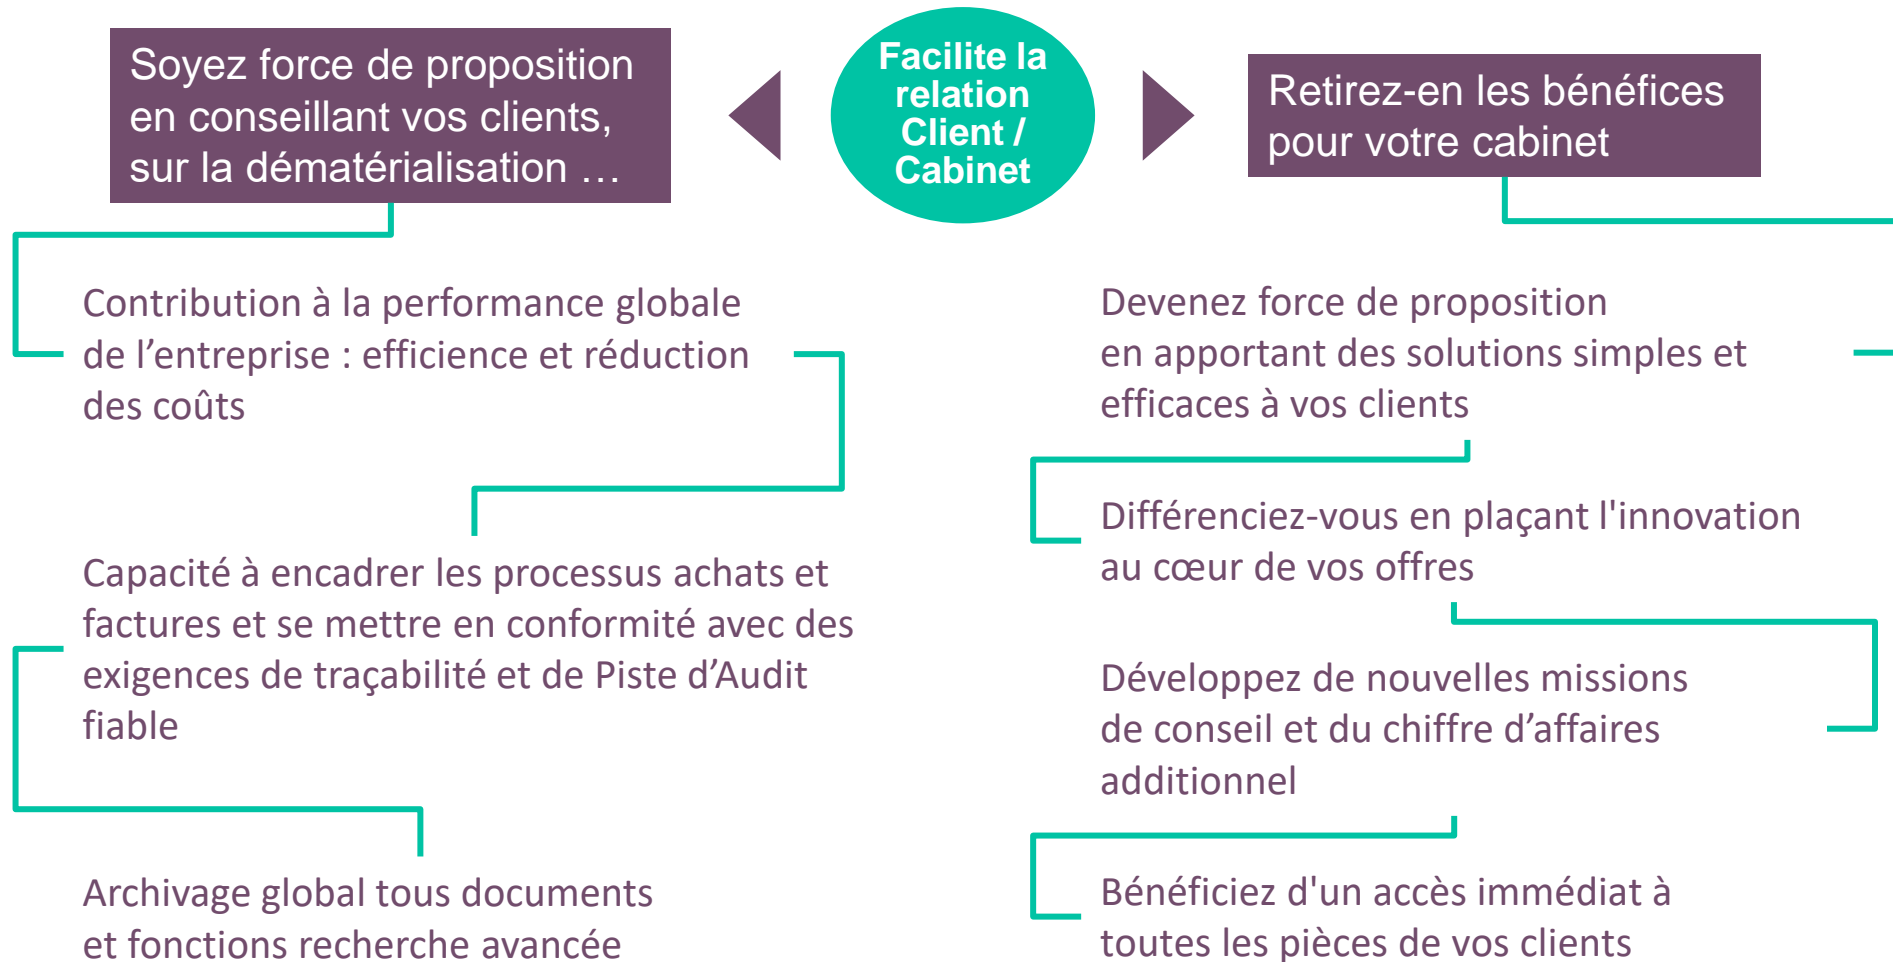 Soyez force de proposition
en conseillant vos clients,
sur la dématérialisation …
Facilite la
relation
Client /
Cabinet
Retirez-en les bénéfices
pour votre cabinet
Contribution à la performance globale
de l’entreprise : efficience et réduction
des coûts
Capacité à encadrer les processus achats et
factures et se mettre en conformité avec des
exigences de traçabilité et de Piste d’Audit
fiable
Archivage global tous documents
et fonctions recherche avancée
Devenez force de proposition
en apportant des solutions simples et
efficaces à vos clients
Différenciez-vous en plaçant l'innovation
au cœur de vos offres
Développez de nouvelles missions
de conseil et du chiffre d’affaires
additionnel
Bénéficiez d'un accès immédiat à
toutes les pièces de vos clients